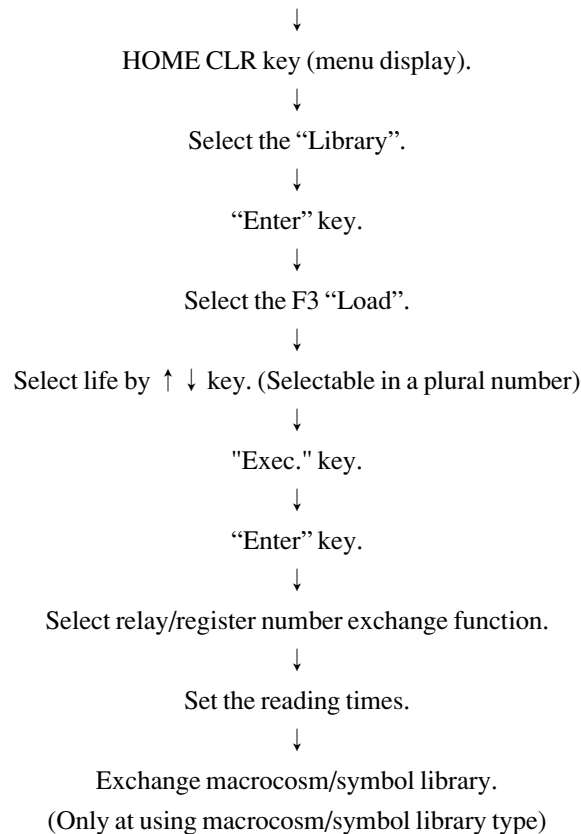 ↓
HOME CLR key (menu display).
↓
Select the “Library”.
↓
“Enter” key.
↓
Select the F3 “Load”.
↓
Select life by ↑ ↓ key. (Selectable in a plural number)
↓
"Exec." key.
↓
“Enter” key.
↓
Select relay/register number exchange function.
↓
Set the reading times.
↓
Exchange macrocosm/symbol library.
(Only at using macrocosm/symbol library type)